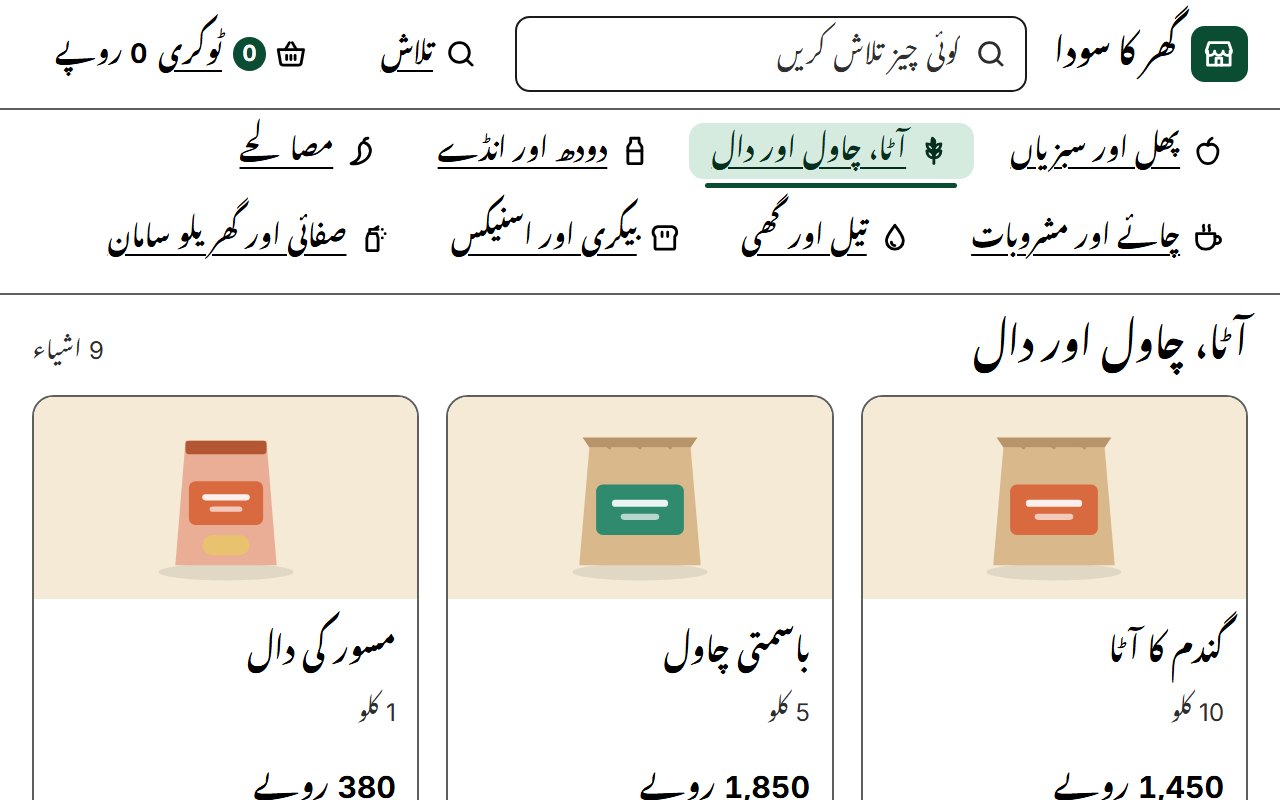 گھر کا سودا
کوئی چیز تلاش کریں
تلاش
0 ٹوکری 0 روپے
پھل اور سبزیاں
آٹا، چاول اور دال
دودھ اور انڈے
مصالحے
چائے اور مشروبات
تیل اور گھی
بیکری اور اسنیکس
صفائی اور گھریلو سامان
آٹا، چاول اور دال
9 اشیاء
گندم کا آٹا
10 کلو
1,450 روپے
باسمتی چاول
5 کلو
1,850 روپے
مسور کی دال
1 کلو
380 روپے